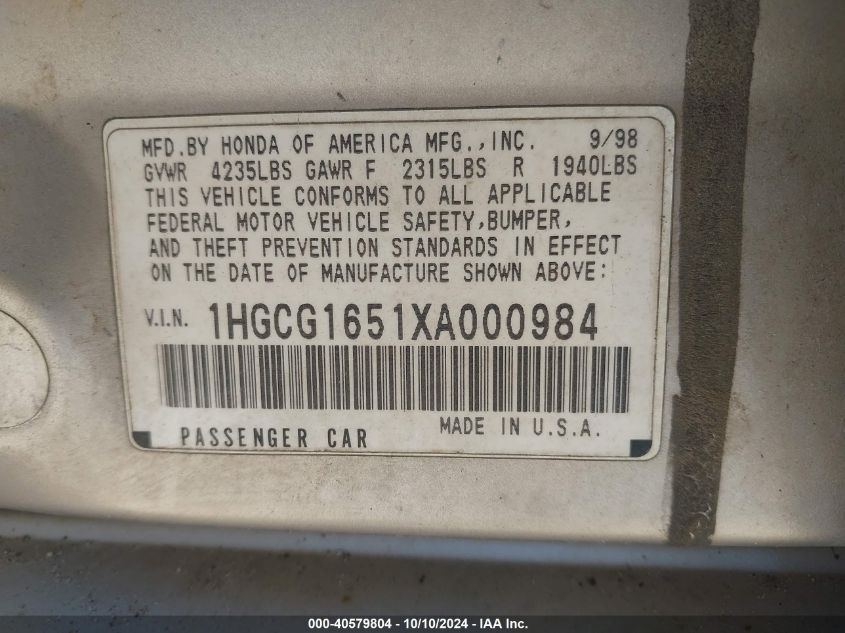 MFD.BY HONDA OF AMERICA MFG.,INC. 9/98
GVWR 4235LBS GAWR F 2315LBS R 1940LBS
THIS VEHICLE CONFORMS TO ALL APPLICABLE
FEDERAL MOTOR VEHICLE SAFETY,BUMPER,
AND THEFT PREVENTION STANDARDS IN EFFECT
ON THE DATE OF MANUFACTURE SHOWN ABOVE:
V.I.N. 1HGCG1651XA000984
PASSENGER CAR MADE IN U.S.A.
000-40579804 - 10/10/2024 - IAA Inc.